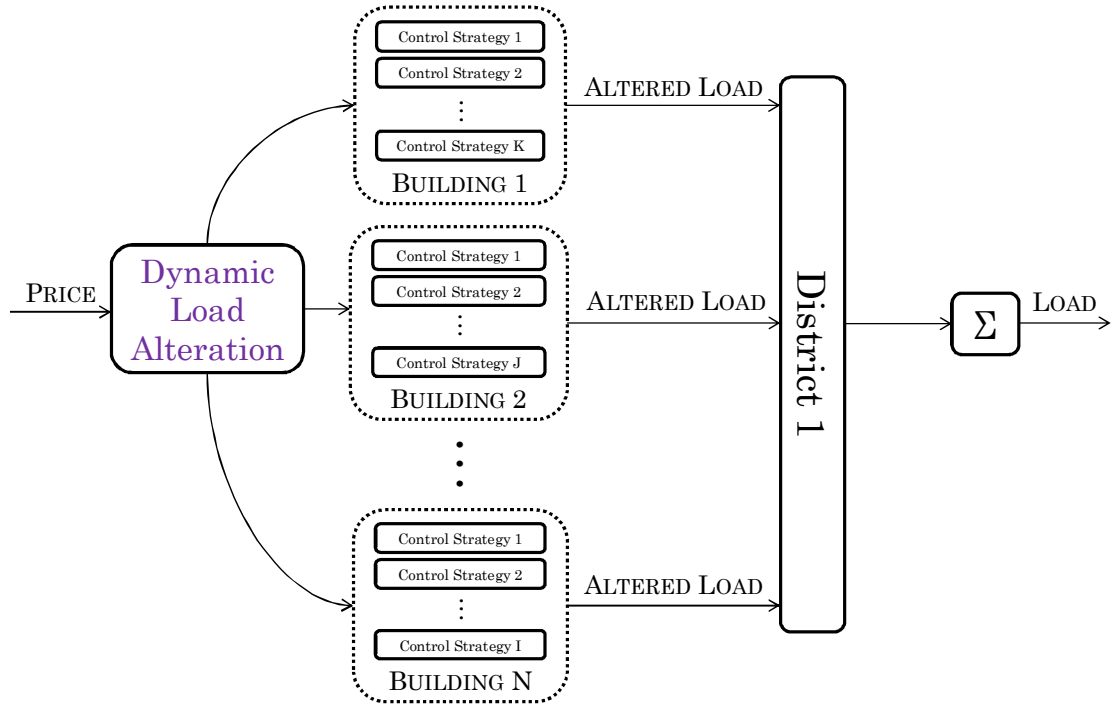 Control Strategy 1
Control Strategy 2
⋮
Control Strategy K
BUILDING 1
ALTERED LOAD
PRICE
Dynamic
Load
Alteration
Control Strategy 1
Control Strategy 2
⋮
Control Strategy J
BUILDING 2
ALTERED LOAD
⋮
Control Strategy 1
Control Strategy 2
⋮
Control Strategy I
BUILDING N
ALTERED LOAD
District 1
Σ
LOAD